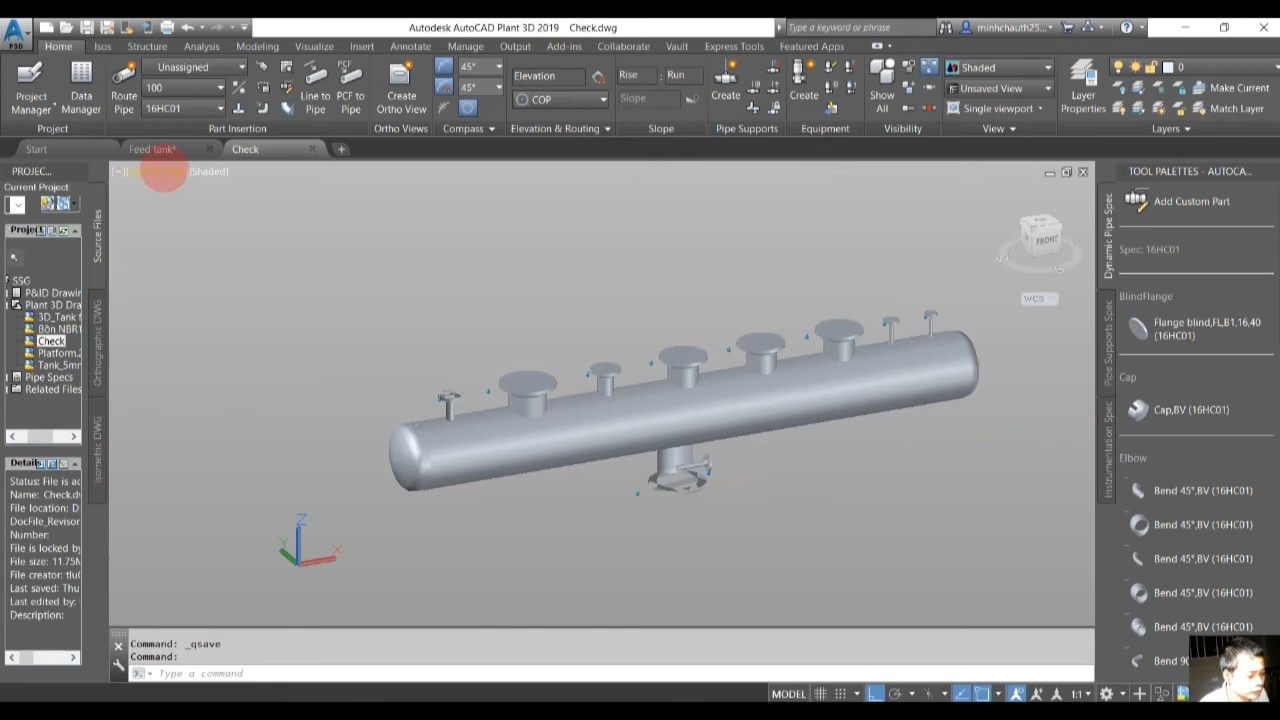 Autodesk AutoCAD Plant 3D 2019 Check.dwg
Type a keyword or phrase
minhchauth25...
P3D
Home Isos Structure Analysis Modeling Visualize Insert Annotate Manage Output Add-ins Collaborate Vault Express Tools Featured Apps
Project Manager
Data Manager
Project
Route Pipe
Unassigned
100
16HC01
Line to Pipe
PCF to Pipe
Part Insertion
Create Ortho View
Ortho Views
45°
45°
Compass
Elevation
COP
Elevation & Routing
Rise Run
Slope
Slope
Create
Pipe Supports
Create
Equipment
Show All
Visibility
Shaded
Unsaved View
Single viewport
View
Layer Properties
0
Make Current
Match Layer
Layers
Start
Feed tank*
Check
PROJEC...
Current Project:
SSG
P&ID Drawin
Plant 3D Dra
3D_Tank f
Bồn NBR1
Check
Platform.2
Tank_5m
Pipe Specs
Related Files
Source Files
Orthographic DWG
Isometric DWG
Details
Status: File is ac
Name: Check.dw
File location: D
DocFile_Revisor
Number:
File is locked by
File size: 11.75M
File creator: tlu
Last saved: Thu
Last edited by:
Description:
[−] [Shaded]
FRONT
WCS
Z
Y
X
Command: _qsave
Command:
Type a command
MODEL
1:1
TOOL PALETTES - AUTOCA...
Dynamic Pipe Spec
Pipe Supports Spec
Instrumentation Spec
Add Custom Part
Spec: 16HC01
BlindFlange
Flange blind,FL,B1,16,40
(16HC01)
Cap
Cap,BV (16HC01)
Elbow
Bend 45°,BV (16HC01)
Bend 45°,BV (16HC01)
Bend 45°,BV (16HC01)
Bend 45°,BV (16HC01)
Bend 45°,BV (16HC01)